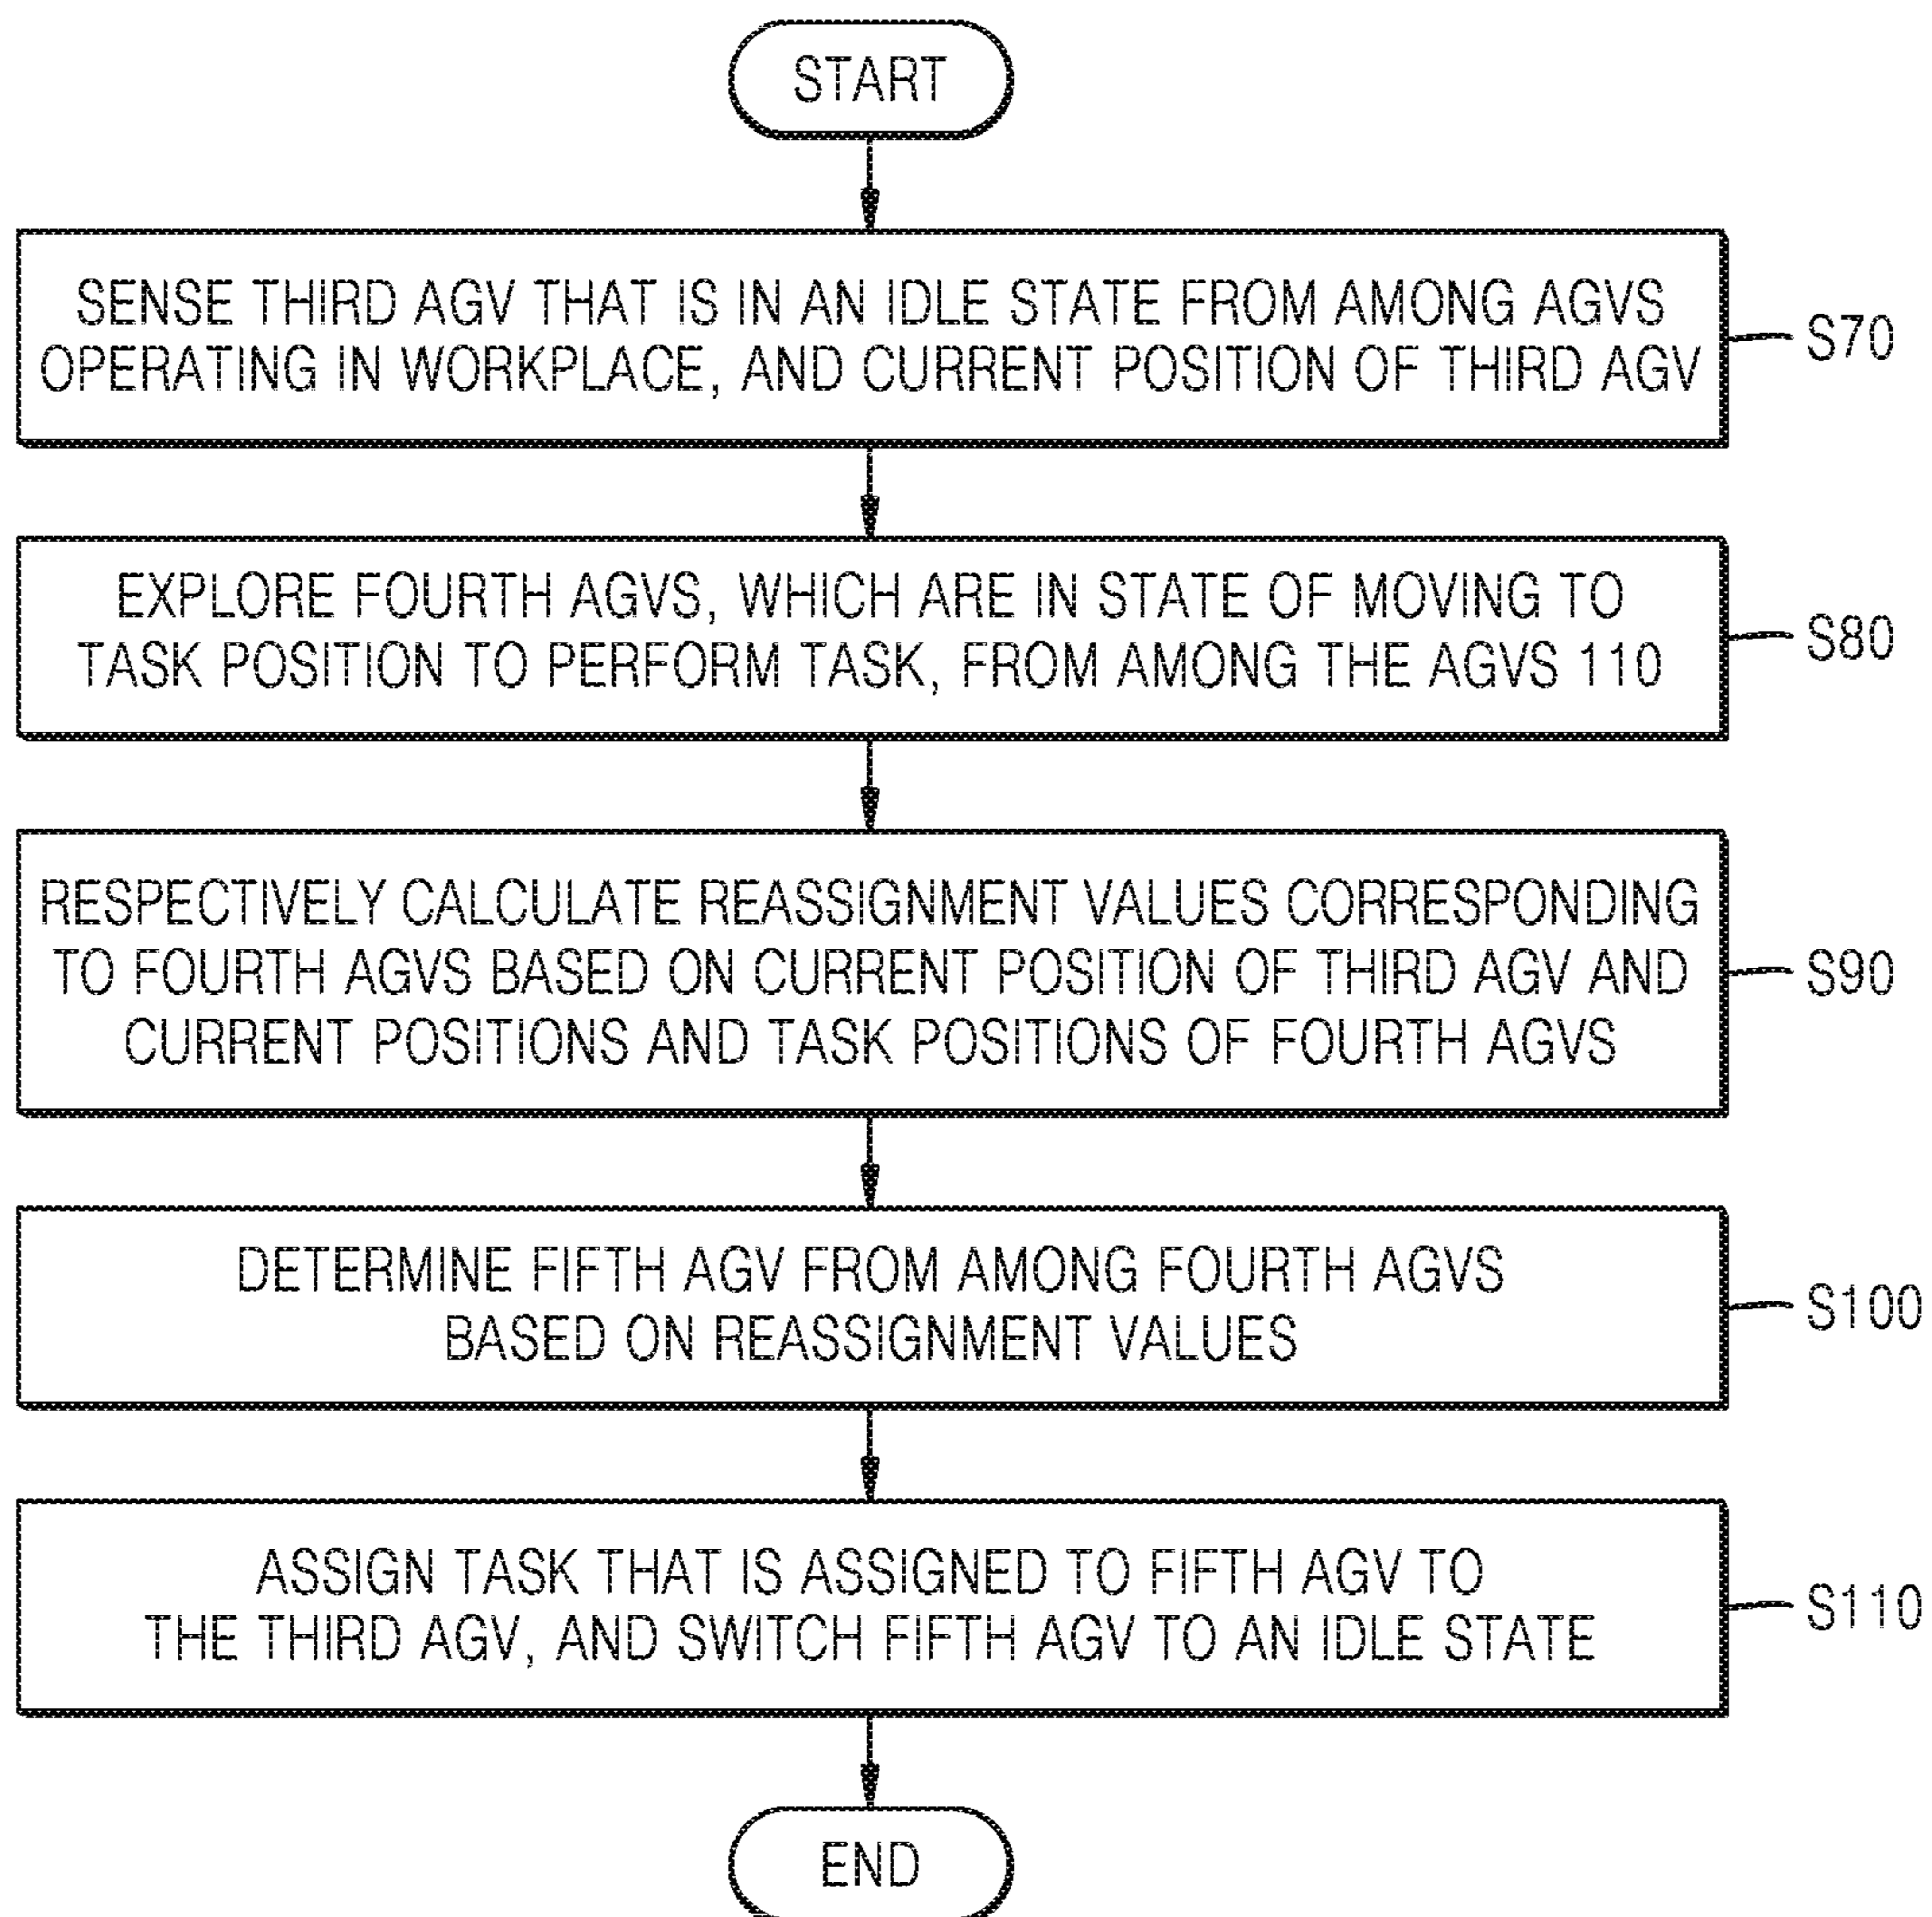 START
SENSE THIRD AGV THAT IS IN AN IDLE STATE FROM AMONG AGVS
OPERATING IN WORKPLACE, AND CURRENT POSITION OF THIRD AGV
S70
EXPLORE FOURTH AGVS, WHICH ARE IN STATE OF MOVING TO
TASK POSITION TO PERFORM TASK, FROM AMONG THE AGVS 110
S80
RESPECTIVELY CALCULATE REASSIGNMENT VALUES CORRESPONDING
TO FOURTH AGVS BASED ON CURRENT POSITION OF THIRD AGV AND
CURRENT POSITIONS AND TASK POSITIONS OF FOURTH AGVS
S90
DETERMINE FIFTH AGV FROM AMONG FOURTH AGVS
BASED ON REASSIGNMENT VALUES
S100
ASSIGN TASK THAT IS ASSIGNED TO FIFTH AGV TO
THE THIRD AGV, AND SWITCH FIFTH AGV TO AN IDLE STATE
S110
END